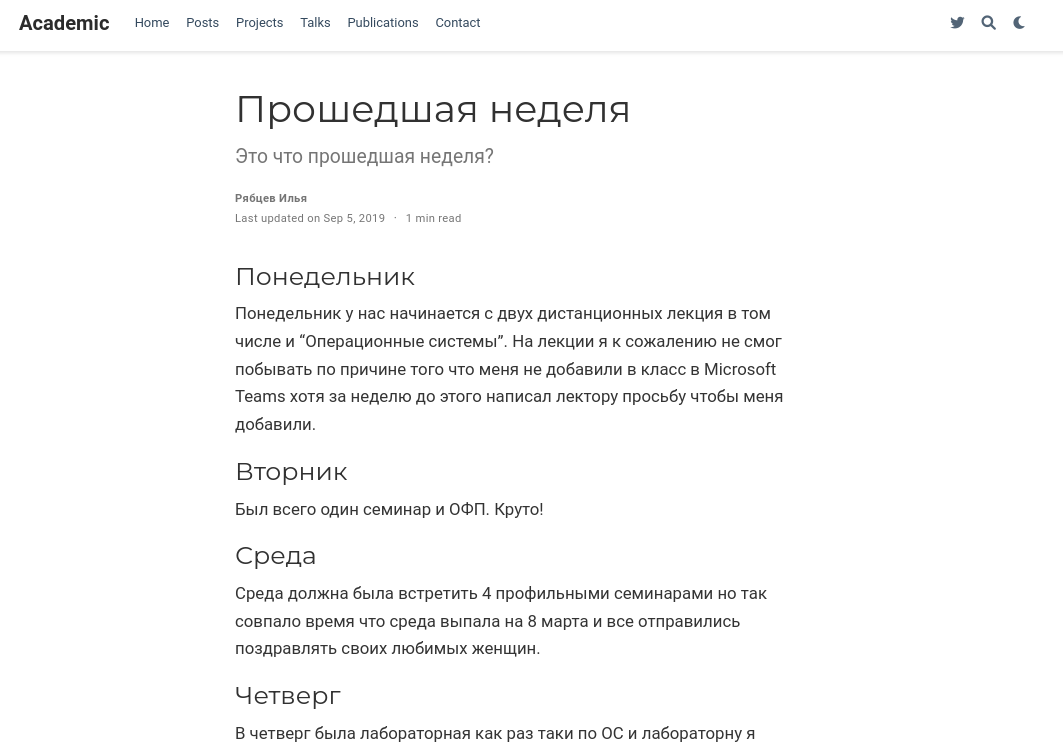 Academic Home Posts Projects Talks Publications Contact
Прошедшая неделя
Это что прошедшая неделя?
Рябцев Илья
Last updated on Sep 5, 2019 · 1 min read
Понедельник
Понедельник у нас начинается с двух дистанционных лекция в том
числе и “Операционные системы”. На лекции я к сожалению не смог
побывать по причине того что меня не добавили в класс в Microsoft
Teams хотя за неделю до этого написал лектору просьбу чтобы меня
добавили.
Вторник
Был всего один семинар и ОФП. Круто!
Среда
Среда должна была встретить 4 профильными семинарами но так
совпало время что среда выпала на 8 марта и все отправились
поздравлять своих любимых женщин.
Четверг
В четверг была лабораторная как раз таки по ОС и лабораторну я